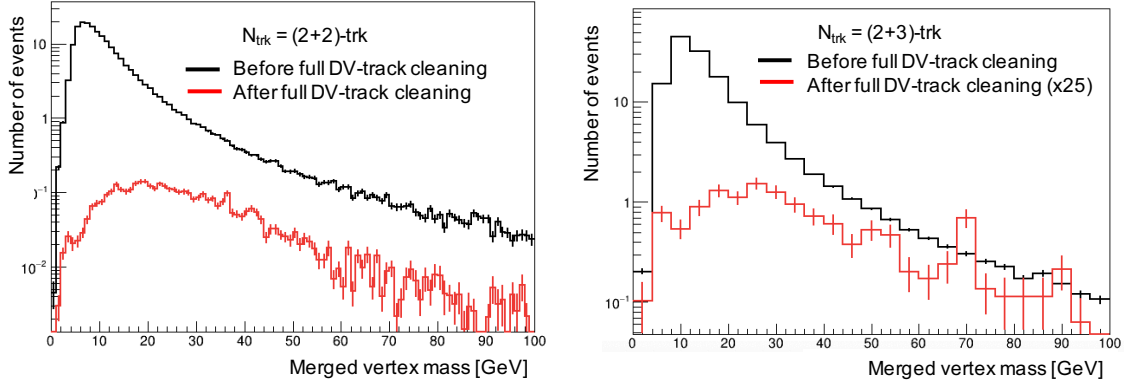 Number of events
10
1
10⁻¹
10⁻²
N_trk = (2+2)-trk
Before full DV-track cleaning
After full DV-track cleaning
0 10 20 30 40 50 60 70 80 90 100
Merged vertex mass [GeV]
Number of events
10
1
10⁻¹
N_trk = (2+3)-trk
Before full DV-track cleaning
After full DV-track cleaning (x25)
0 10 20 30 40 50 60 70 80 90 100
Merged vertex mass [GeV]